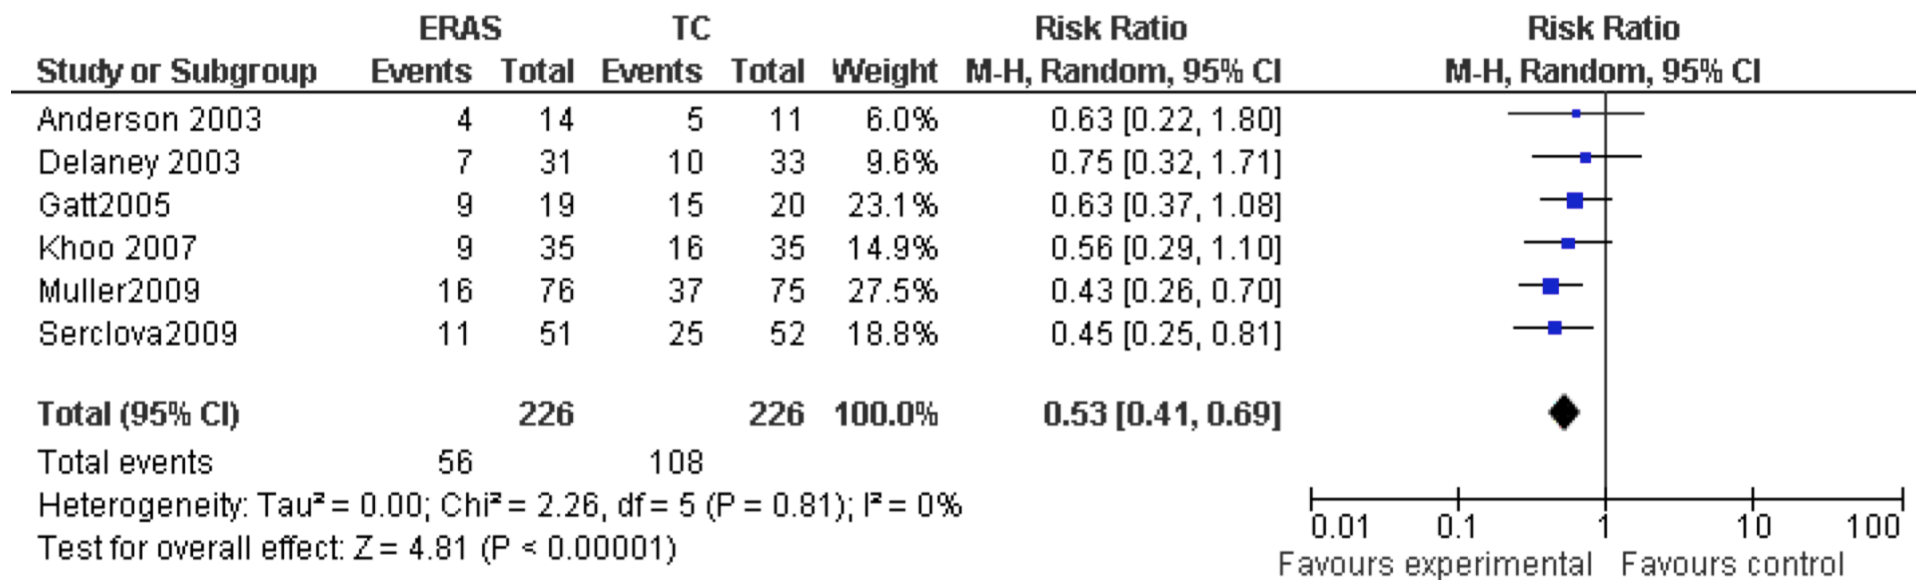 ERAS TC Risk Ratio Risk Ratio
Study or Subgroup Events Total Events Total Weight M-H, Random, 95% CI M-H, Random, 95% CI
Anderson 2003 4 14 5 11 6.0% 0.63 [0.22, 1.80]
Delaney 2003 7 31 10 33 9.6% 0.75 [0.32, 1.71]
Gatt2005 9 19 15 20 23.1% 0.63 [0.37, 1.08]
Khoo 2007 9 35 16 35 14.9% 0.56 [0.29, 1.10]
Muller2009 16 76 37 75 27.5% 0.43 [0.26, 0.70]
Serclova2009 11 51 25 52 18.8% 0.45 [0.25, 0.81]
Total (95% CI) 226 226 100.0% 0.53 [0.41, 0.69]
Total events 56 108
Heterogeneity: Tau² = 0.00; Chi² = 2.26, df = 5 (P = 0.81); I² = 0%
Test for overall effect: Z = 4.81 (P < 0.00001)
0.01 0.1 1 10 100
Favours experimental Favours control